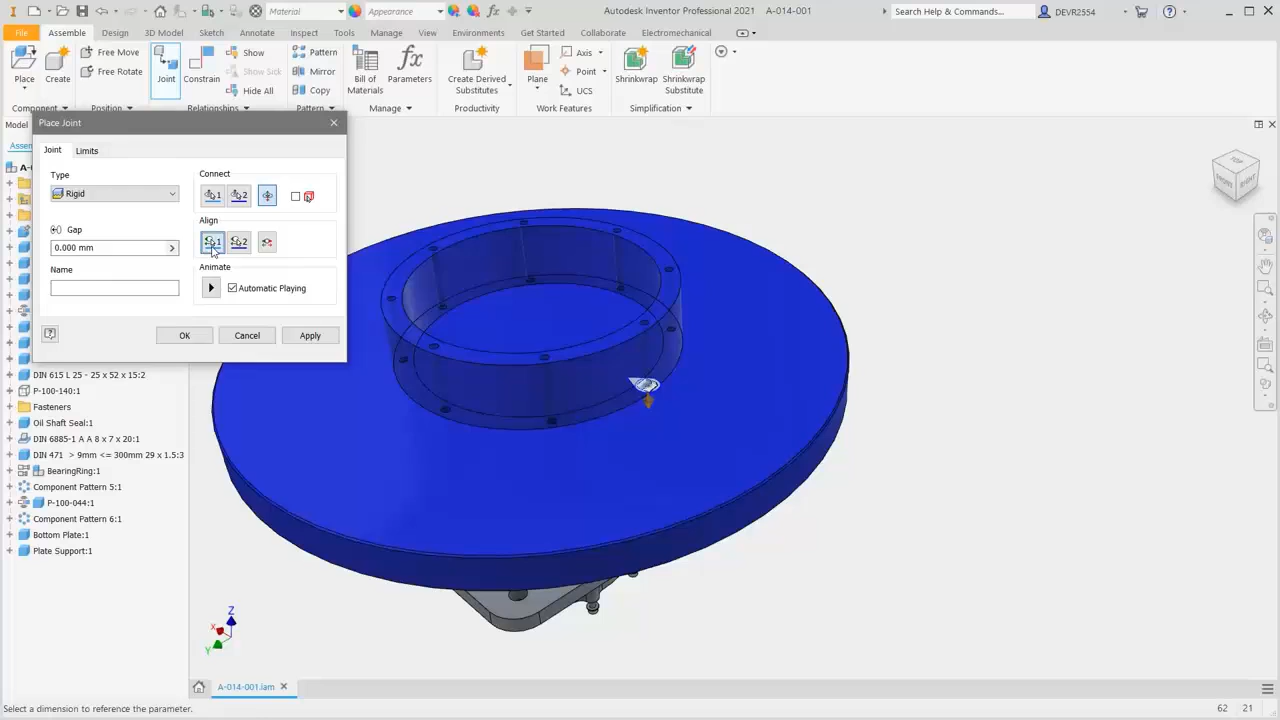 Material
Appearance
Autodesk Inventor Professional 2021 A-014-001
Search Help & Commands...
DEVR2554
File Assemble Design 3D Model Sketch Annotate Inspect Tools Manage View Environments Get Started Collaborate Electromechanical
Place
Create
Free Move
Free Rotate
Joint
Constrain
Show
Show Sick
Hide All
Pattern
Mirror
Copy
Bill of
Materials
Parameters
Create Derived
Substitutes
Plane
Axis
Point
UCS
Shrinkwrap
Shrinkwrap
Substitute
Component Position Relationships Pattern Manage Productivity Work Features Simplification
Model
Place Joint
Joint Limits
Type
Rigid
Connect
1 2
Gap
0.000 mm
Align
1 2
Name
Animate
Automatic Playing
OK Cancel Apply
DIN 615 L 25 - 25 x 52 x 15:2
P-100-140:1
Fasteners
Oil Shaft Seal:1
DIN 6885-1 A A 8 x 7 x 20:1
DIN 471 > 9mm <= 300mm 29 x 1.5:3
BearingRing:1
Component Pattern 5:1
P-100-044:1
Component Pattern 6:1
Bottom Plate:1
Plate Support:1
TOP
FRONT
RIGHT
Z
X
Y
A-014-001.iam
Select a dimension to reference the parameter.
62 21